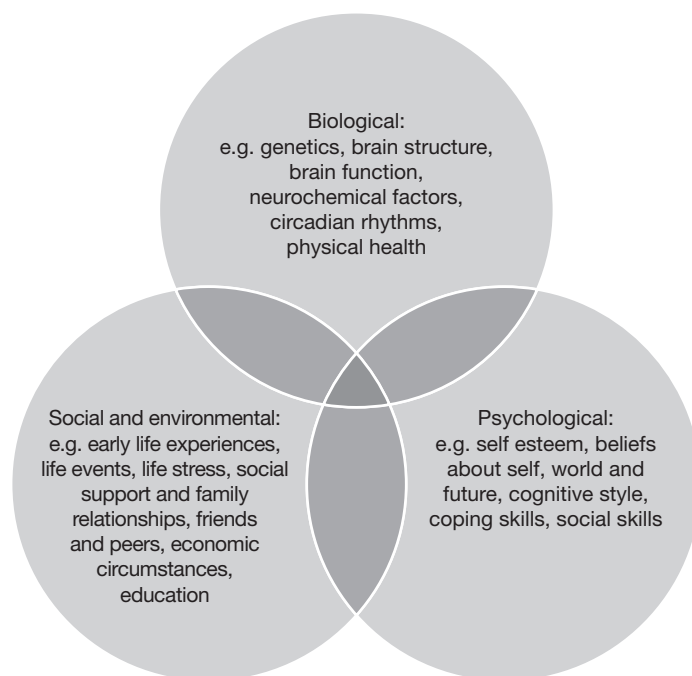 Biological:
e.g. genetics, brain structure,
brain function,
neurochemical factors,
circadian rhythms,
physical health
Social and environmental:
e.g. early life experiences,
life events, life stress, social
support and family
relationships, friends
and peers, economic
circumstances,
education
Psychological:
e.g. self esteem, beliefs
about self, world and
future, cognitive style,
coping skills, social skills